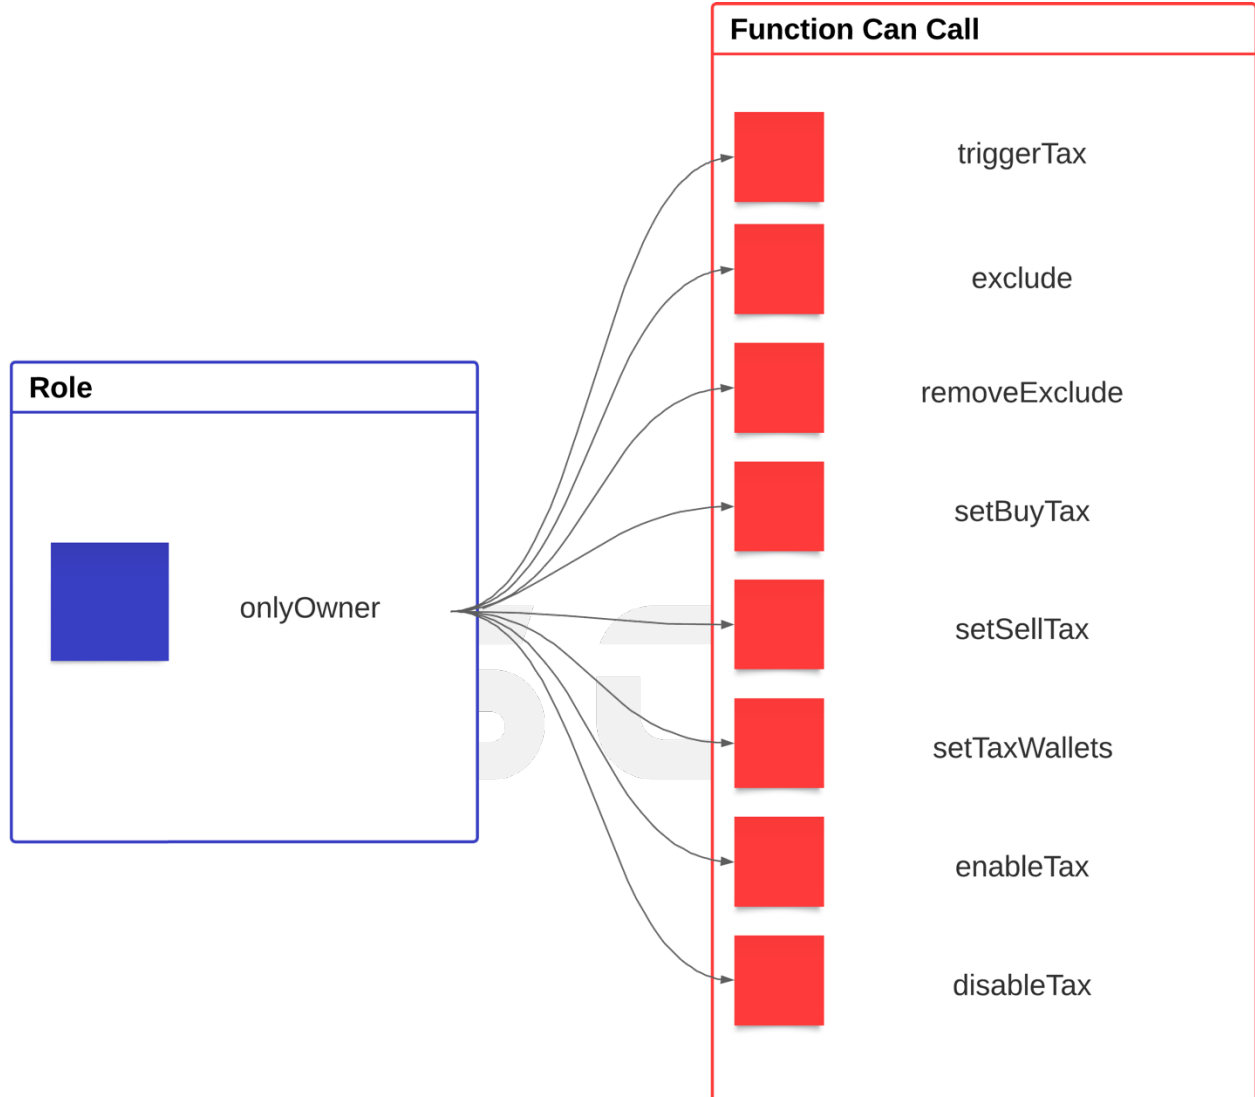 Function Can Call
triggerTax
exclude
removeExclude
Role
setBuyTax
onlyOwner
setSellTax
setTaxWallets
enableTax
disableTax